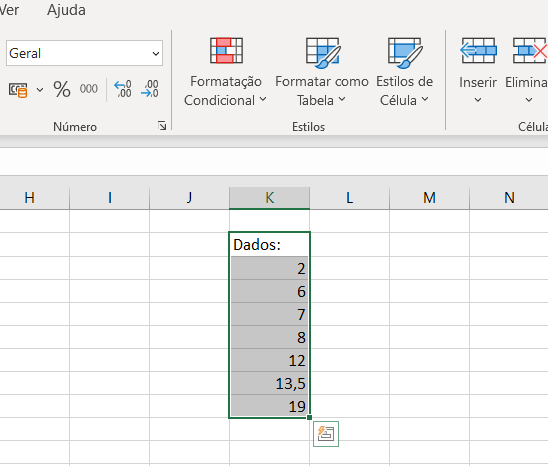 Ver Ajuda
Geral
% 000 ,00
Formatação Formatar como Estilos de Inserir Elimina
Condicional Tabela Célula
Número Estilos Célula
H I J K L M N
Dados:
2
6
7
8
12
13,5
19